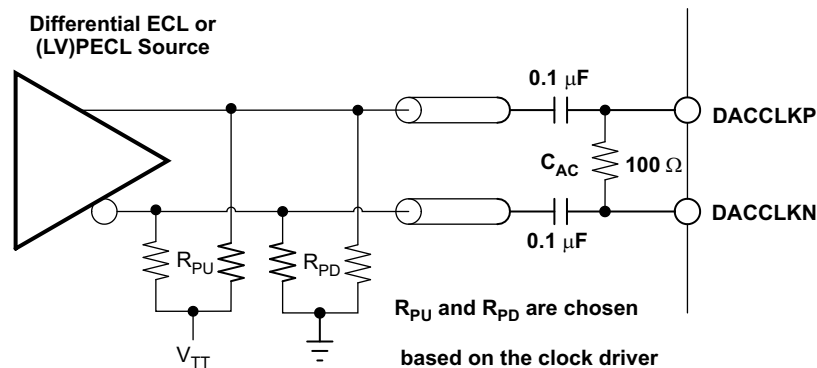 Differential ECL or
(LV)PECL Source
0.1 μF
DACCLKP
C_AC
100 Ω
DACCLKN
0.1 μF
R_PU
R_PD
V_TT
R_PU and R_PD are chosen
based on the clock driver